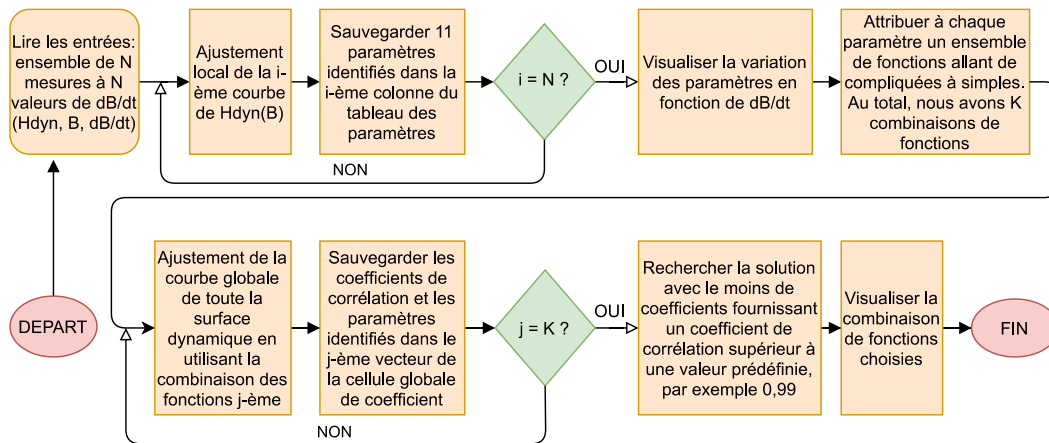 Lire les entrées:
ensemble de N
mesures à N
valeurs de dB/dt
(Hdyn, B, dB/dt)
Ajustement
local de la i-
ème courbe
de Hdyn(B)
Sauvegarder 11
paramètres
identifiés dans la
i-ème colonne du
tableau des
paramètres
i = N ?
OUI
NON
Visualiser la variation
des paramètres en
fonction de dB/dt
Attribuer à chaque
paramètre un ensemble
de fonctions allant de
compliquées à simples.
Au total, nous avons K
combinaisons de
fonctions
DEPART
Ajustement de la
courbe globale
de toute la
surface
dynamique en
utilisant la
combinaison des
fonctions j-ème
Sauvegarder les
coefficients de
corrélation et les
paramètres
identifiés dans le
j-ème vecteur de
la cellule globale
de coefficient
j = K ?
OUI
NON
Rechercher la solution
avec le moins de
coefficients fournissant
un coefficient de
corrélation supérieur à
une valeur prédéfinie,
par exemple 0,99
Visualiser la
combinaison
de fonctions
choisies
FIN